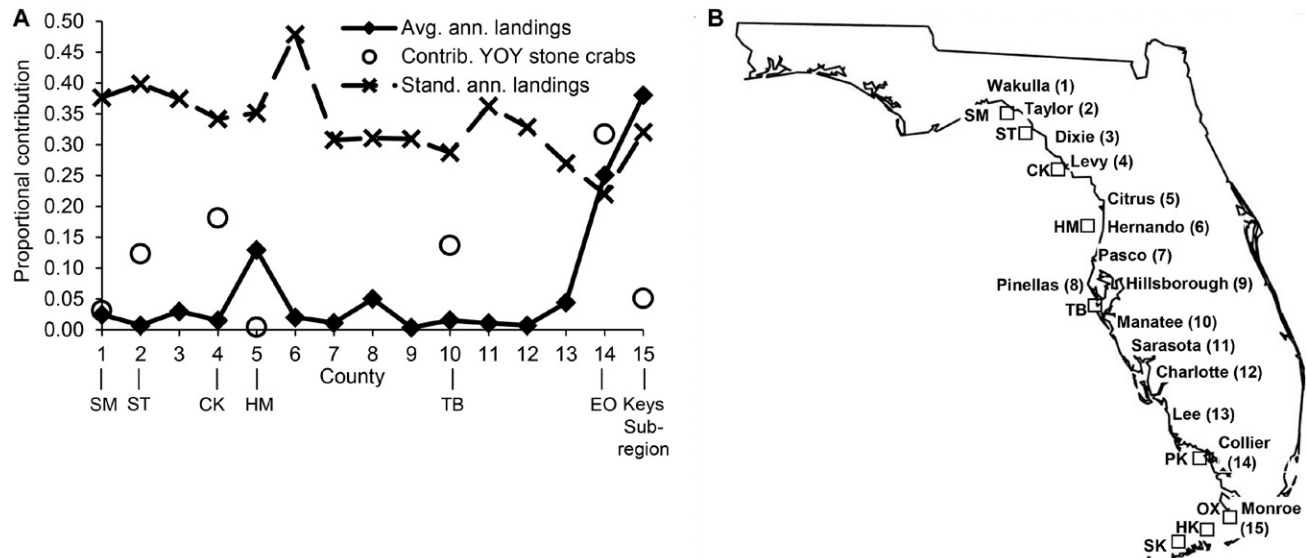 A
Proportional contribution
0.50
0.45
0.40
0.35
0.30
0.25
0.20
0.15
0.10
0.05
0.00
Avg. ann. landings
Contrib. YOY stone crabs
Stand. ann. landings
1 2 3 4 5 6 7 8 9 10 11 12 13 14 15
County
SM ST CK HM TB EO Keys
Sub-
region
B
Wakulla (1)
SM Taylor (2)
ST Dixie (3)
CK Levy (4)
Citrus (5)
HM Hernando (6)
Pasco (7)
Pinellas (8) Hillsborough (9)
TB
Manatee (10)
Sarasota (11)
Charlotte (12)
Lee (13)
Collier
PK (14)
OX Monroe
HK (15)
SK